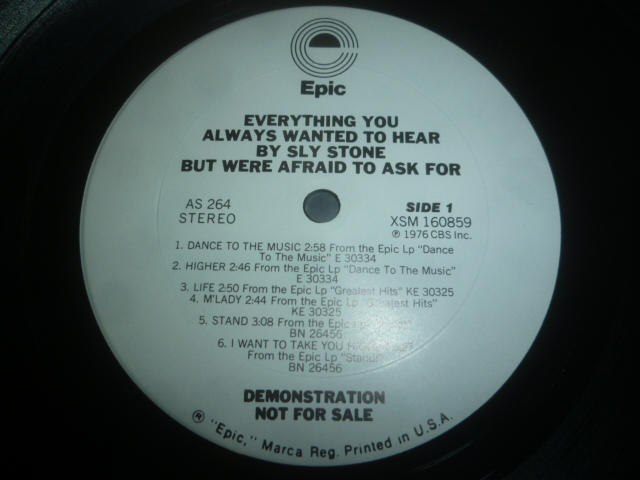 Epic
EVERYTHING YOU
ALWAYS WANTED TO HEAR
BY SLY STONE
BUT WERE AFRAID TO ASK FOR
AS 264
STEREO
SIDE 1
XSM 160859
℗ 1976 CBS Inc.
1. DANCE TO THE MUSIC 2:58 From the Epic Lp "Dance
To The Music" E 30334
2. HIGHER 2:46 From the Epic Lp "Dance To The Music"
E 30334
3. LIFE 2:50 From the Epic Lp "Greatest Hits" KE 30325
4. M'LADY 2:44 From the Epic Lp "Greatest Hits"
KE 30325
5. STAND 3:08 From the Epic Lp
BN 26456
6. I WANT TO TAKE YOU
From the Epic Lp "Stand!"
BN 26456
DEMONSTRATION
NOT FOR SALE
® "Epic," Marca Reg. Printed in U.S.A.